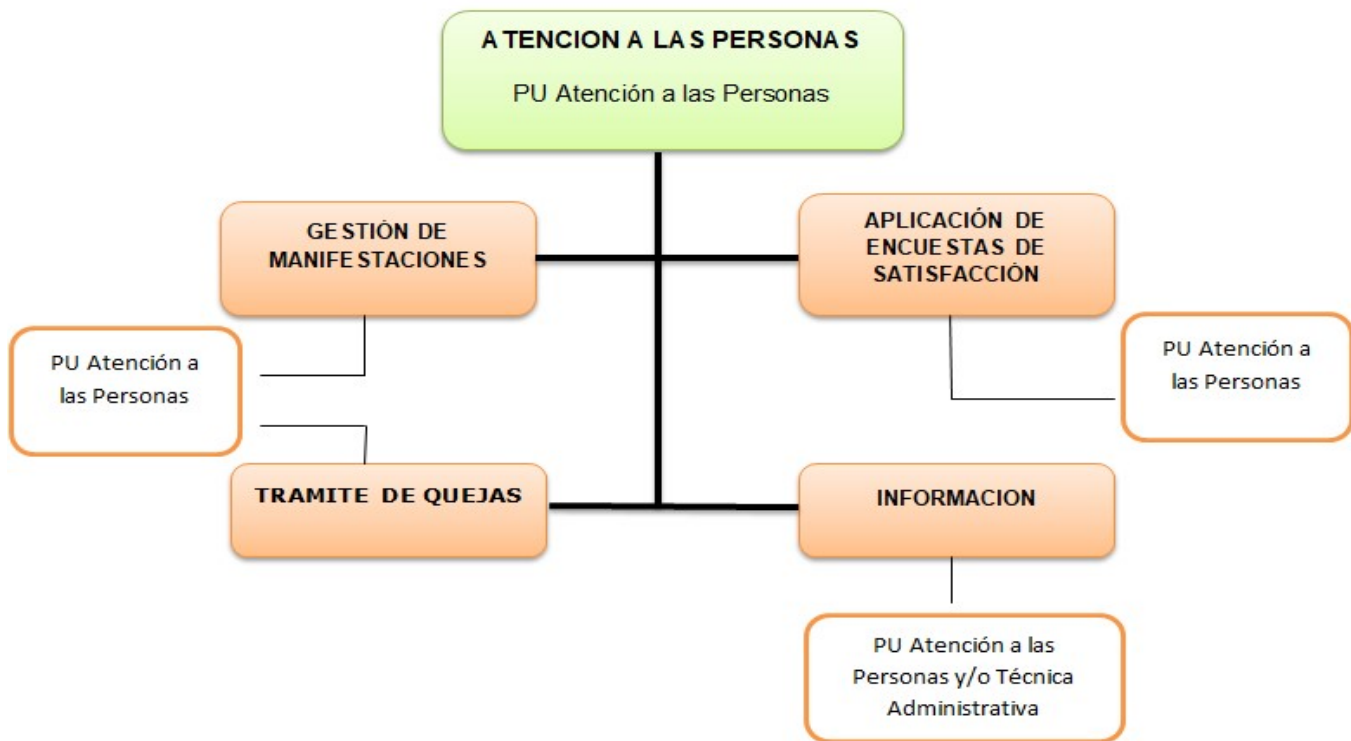 ATENCION A LAS PERSONAS
PU Atención a las Personas
GESTIÓN DE
MANIFESTACIONES
APLICACIÓN DE
ENCUESTAS DE
SATISFACCIÓN
PU Atención a
las Personas
PU Atención a
las Personas
TRAMITE DE QUEJAS
INFORMACION
PU Atención a las
Personas y/o Técnica
Administrativa